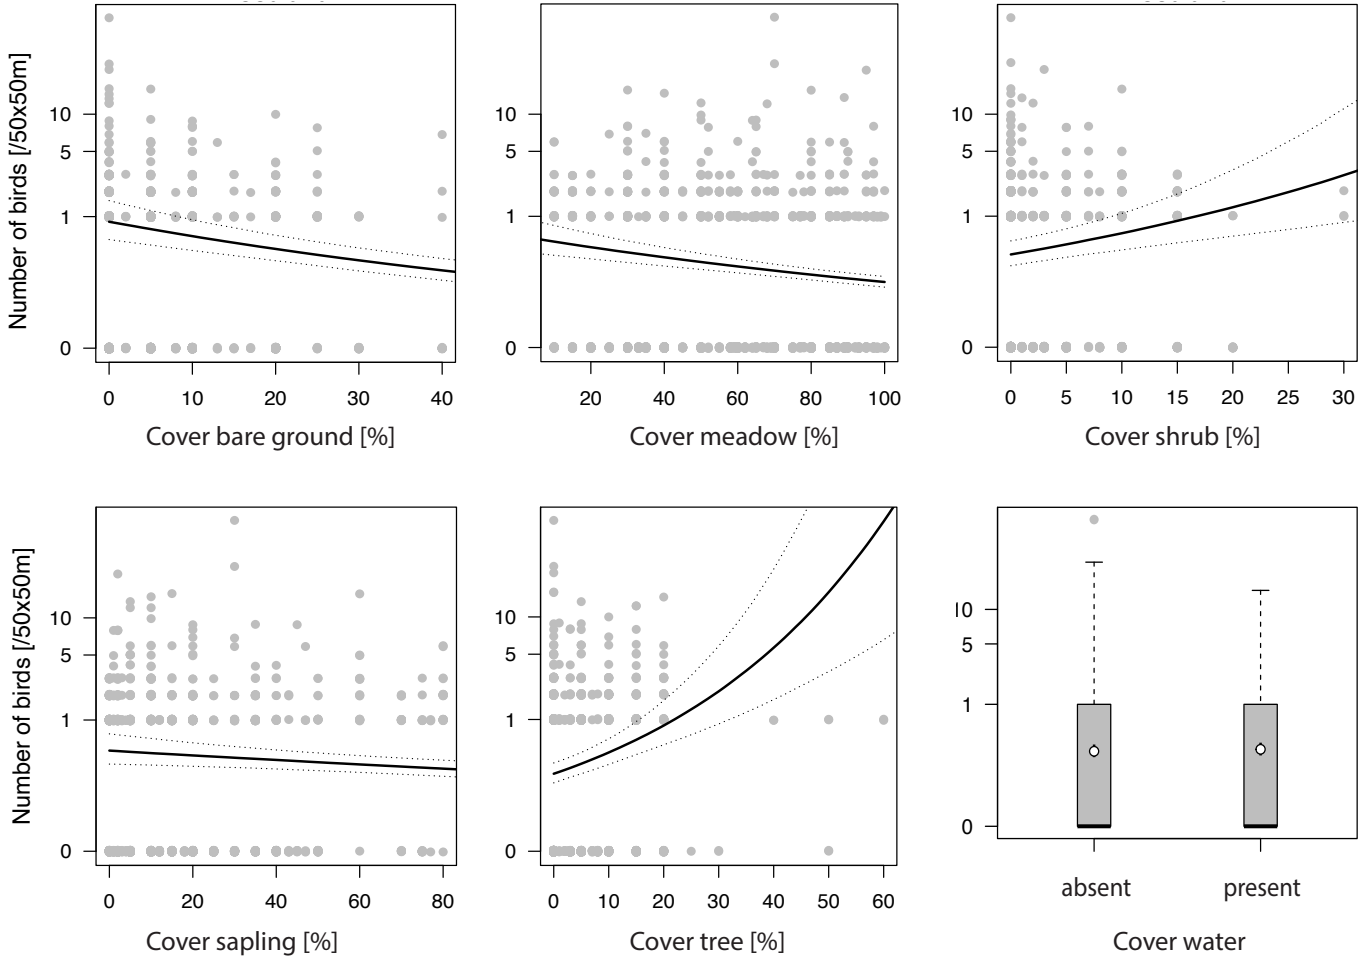 Number of birds [/50x50m]
10
5
1
0
0 10 20 30 40
Cover bare ground [%]
10
5
1
0
20 40 60 80 100
Cover meadow [%]
10
5
1
0
0 5 10 15 20 25 30
Cover shrub [%]
Number of birds [/50x50m]
10
5
1
0
0 20 40 60 80
Cover sapling [%]
10
5
1
0
0 10 20 30 40 50 60
Cover tree [%]
10
5
1
0
absent present
Cover water